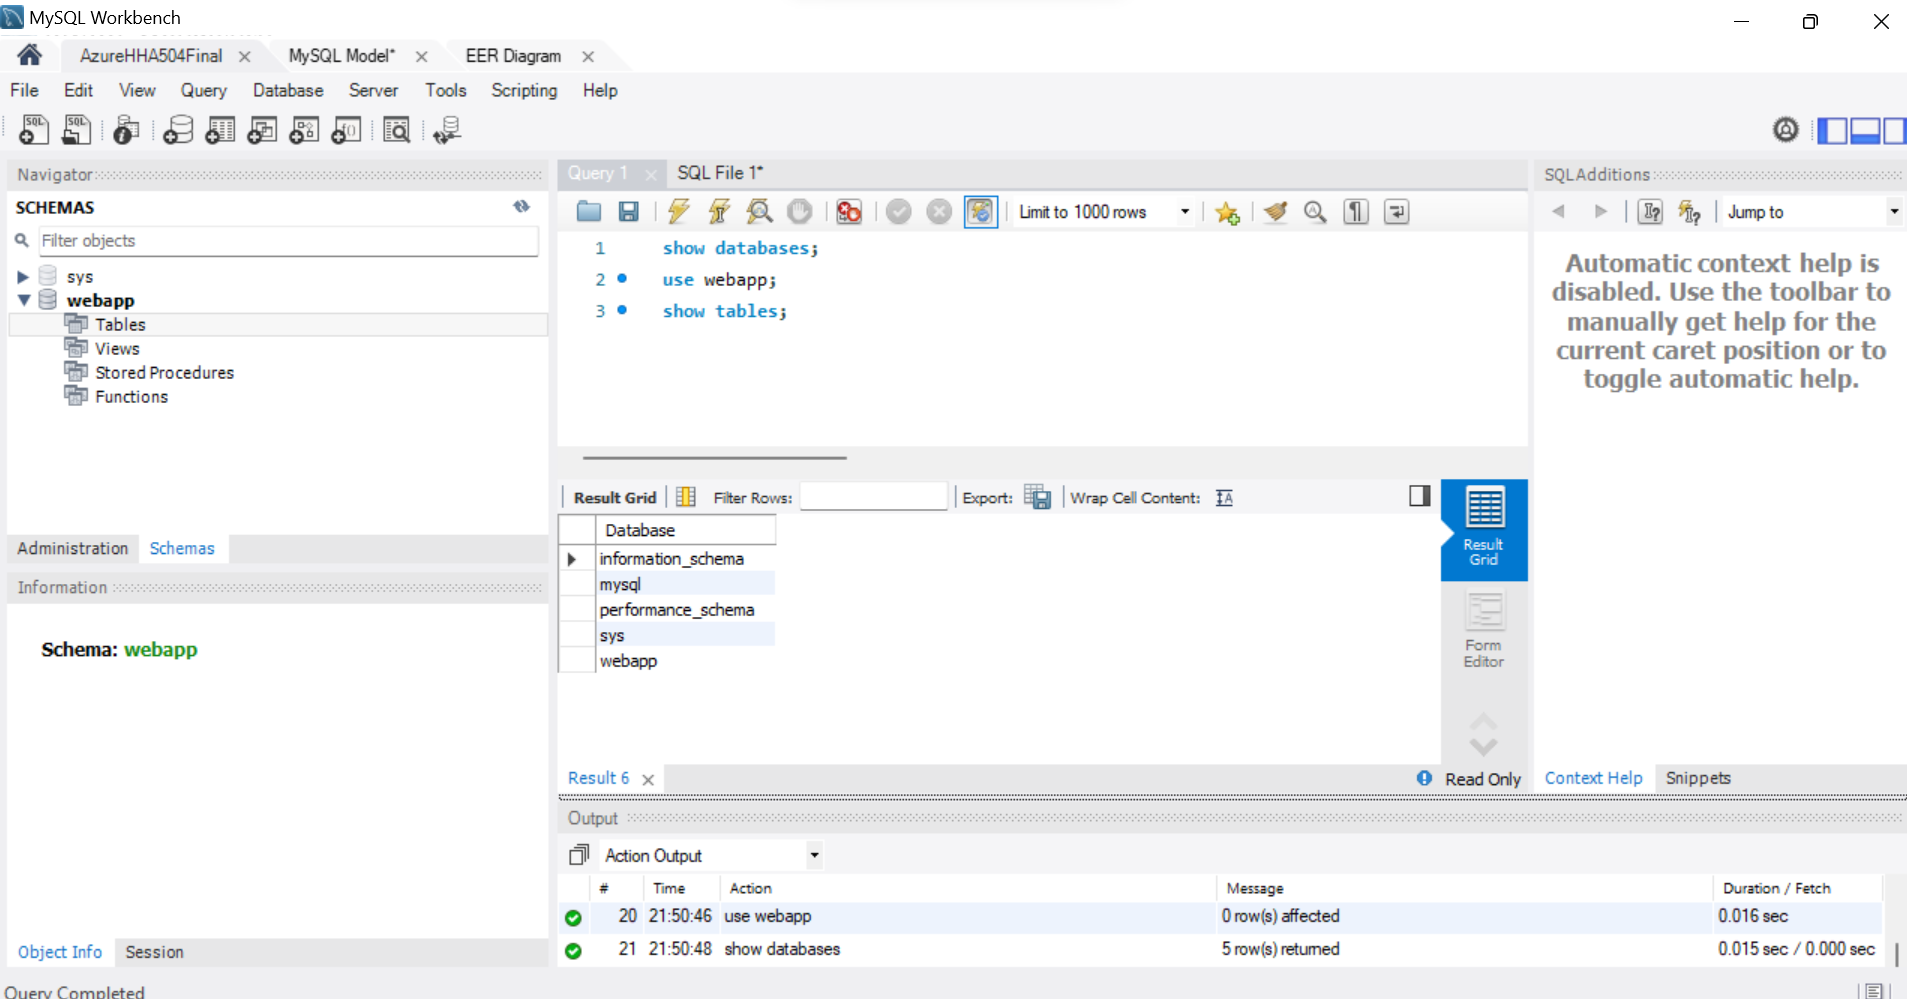 MySQL Workbench
AzureHHA504Final
MySQL Model*
EER Diagram
File Edit View Query Database Server Tools Scripting Help
Navigator
SCHEMAS
Filter objects
sys
webapp
Tables
Views
Stored Procedures
Functions
Administration Schemas
Information
Schema: webapp
Object Info Session
Query 1
SQL File 1*
Limit to 1000 rows
1 show databases;
2 use webapp;
3 show tables;
Result Grid Filter Rows: Export: Wrap Cell Content:
Database
information_schema
mysql
performance_schema
sys
webapp
Result
Grid
Form
Editor
Result 6
Read Only
SQLAdditions
Jump to
Automatic context help is
disabled. Use the toolbar to
manually get help for the
current caret position or to
toggle automatic help.
Context Help Snippets
Output
Action Output
# Time Action Message Duration / Fetch
20 21:50:46 use webapp 0 row(s) affected 0.016 sec
21 21:50:48 show databases 5 row(s) returned 0.015 sec / 0.000 sec
Query Completed